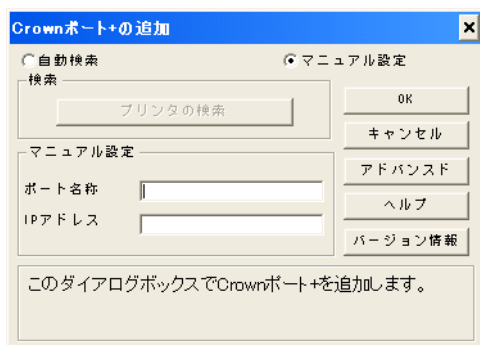 Crownポート+の追加
自動検索
マニュアル設定
検索
プリンタの検索
OK
キャンセル
マニュアル設定
アドバンスド
ポート名称
ヘルプ
IPアドレス
バージョン情報
このダイアログボックスでCrownポート+を追加します。